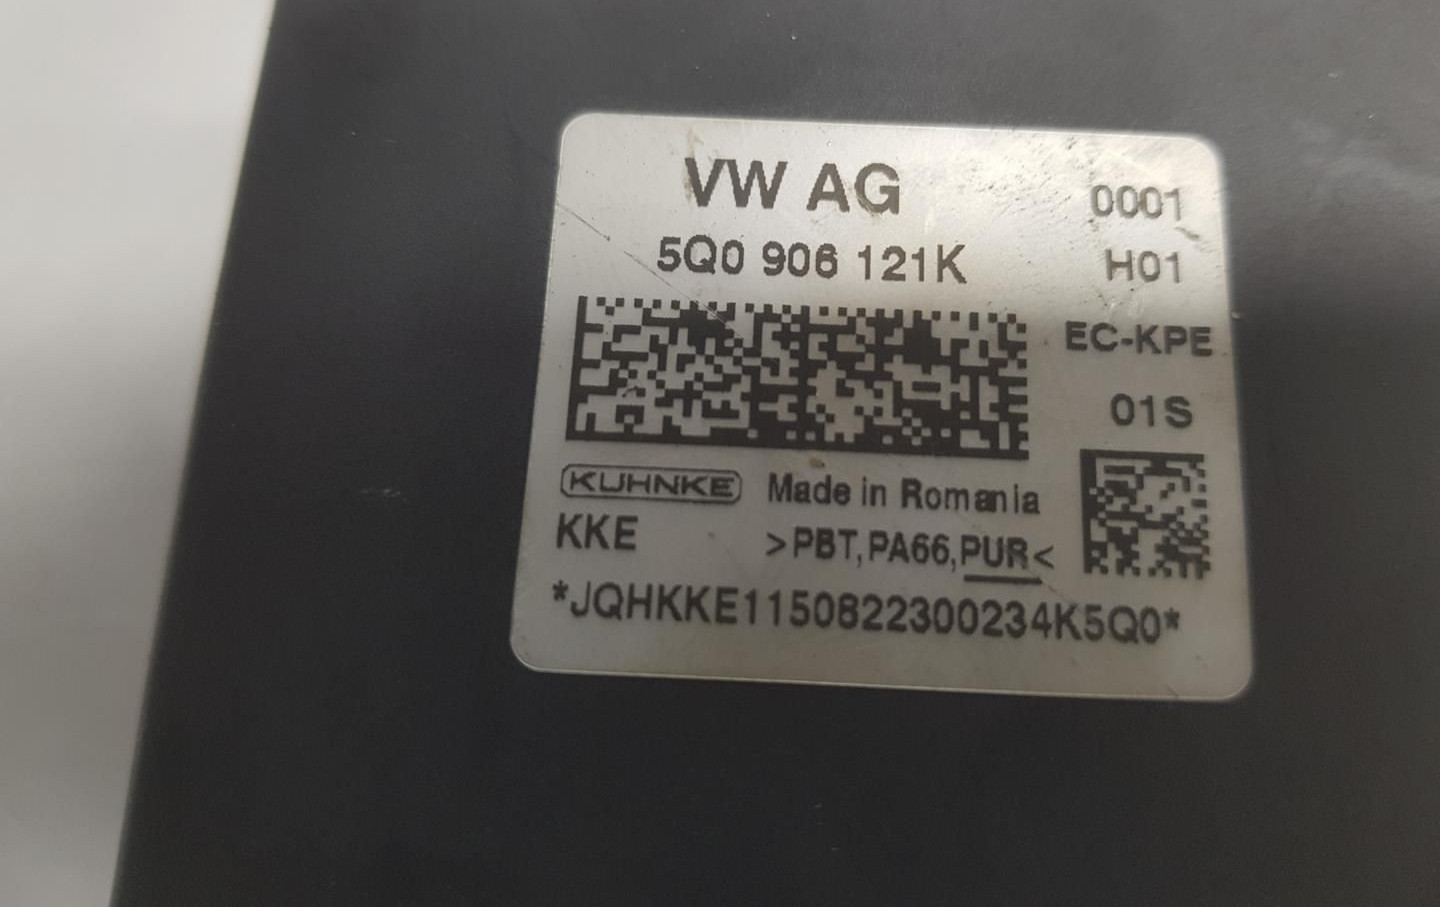 VW AG 0001
5Q0 906 121K H01
EC-KPE
01S
KUHNKE Made in Romania
KKE >PBT,PA66,PUR<
*JQHKKE1150822300234K5Q0*